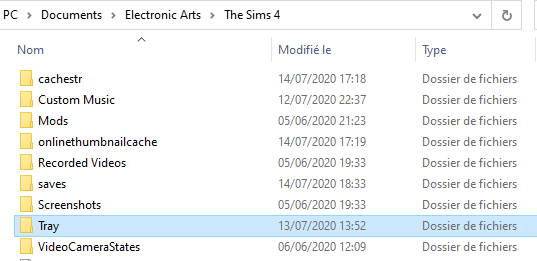 PC > Documents > Electronic Arts > The Sims 4
Nom Modifié le Type
cachestr 14/07/2020 17:18 Dossier de fichiers
Custom Music 12/07/2020 22:37 Dossier de fichiers
Mods 05/06/2020 21:23 Dossier de fichiers
onlinethumbnailcache 14/07/2020 17:19 Dossier de fichiers
Recorded Videos 05/06/2020 19:33 Dossier de fichiers
saves 14/07/2020 18:33 Dossier de fichiers
Screenshots 05/06/2020 19:33 Dossier de fichiers
Tray 13/07/2020 13:52 Dossier de fichiers
VideoCameraStates 06/06/2020 12:09 Dossier de fichiers